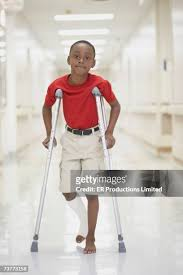 gettyimages
Credit: ER Productions Limited
73773158